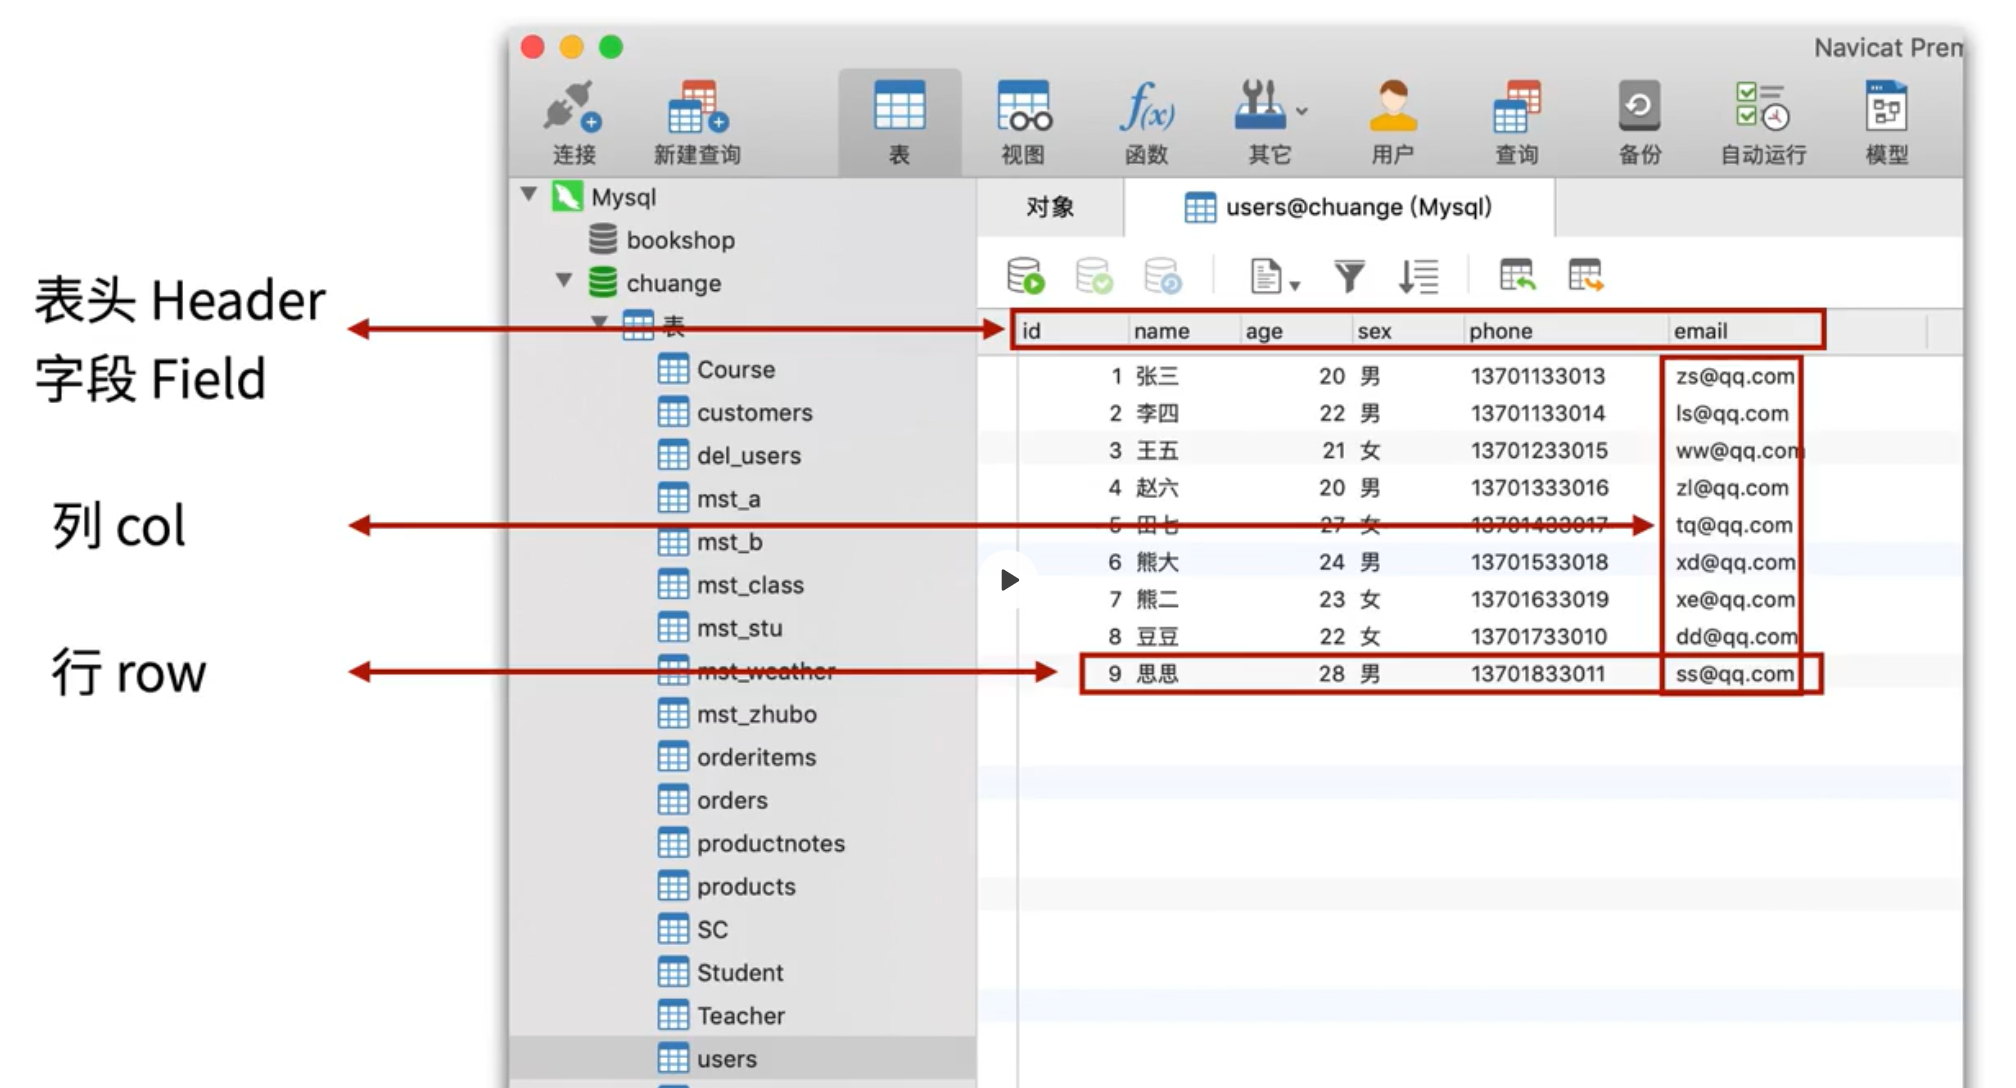 Navicat Prem
连接
新建查询
表
视图
函数
其它
用户
查询
备份
自动运行
模型
表头 Header
字段 Field
列 col
行 row
Mysql
bookshop
chuange
表
Course
customers
del_users
mst_a
mst_b
mst_class
mst_stu
mst_weather
mst_zhubo
orderitems
orders
productnotes
products
SC
Student
Teacher
users
对象 users@chuange (Mysql)
id name age sex phone email
1 张三 20 男 13701133013 zs@qq.com
2 李四 22 男 13701133014 ls@qq.com
3 王五 21 女 13701233015 ww@qq.com
4 赵六 20 男 13701333016 zl@qq.com
5 田七 27 女 13701433017 tq@qq.com
6 熊大 24 男 13701533018 xd@qq.com
7 熊二 23 女 13701633019 xe@qq.com
8 豆豆 22 女 13701733010 dd@qq.com
9 思思 28 男 13701833011 ss@qq.com